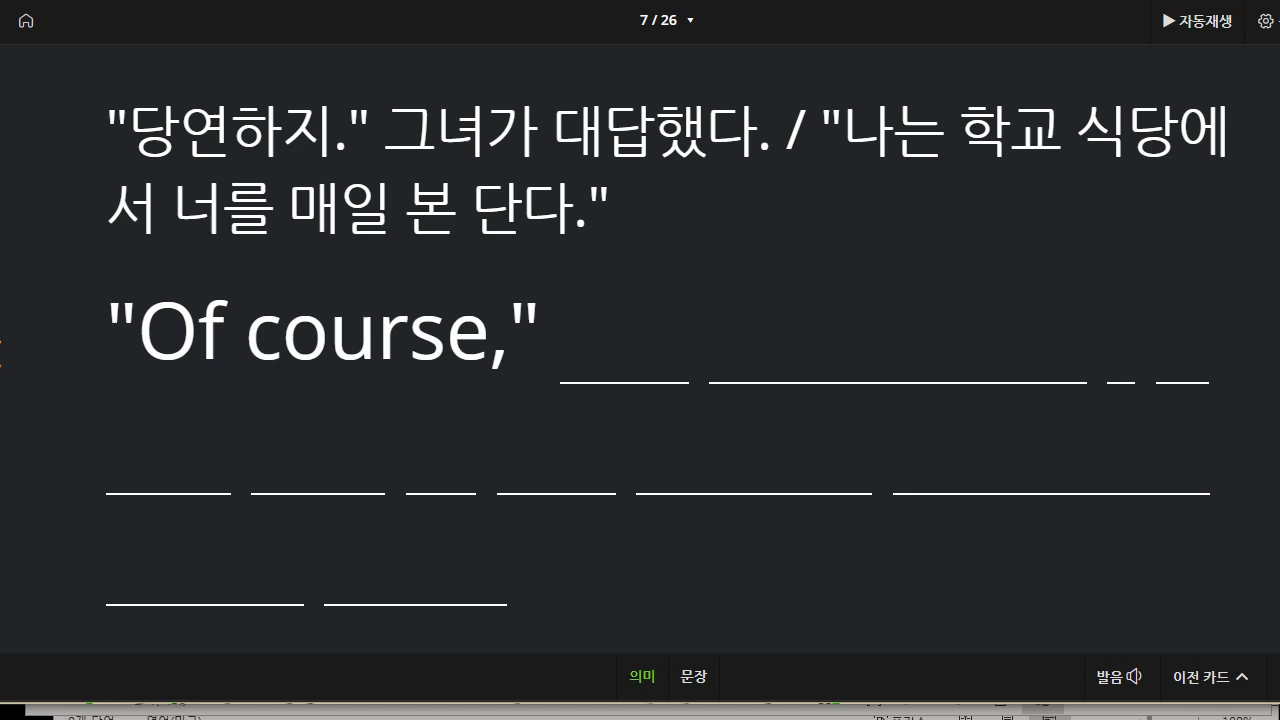 7 / 26
▶ 자동재생
"당연하지." 그녀가 대답했다. / "나는 학교 식당에
서 너를 매일 본 단다."
"Of course,"
의미
문장
발음
이전 카드